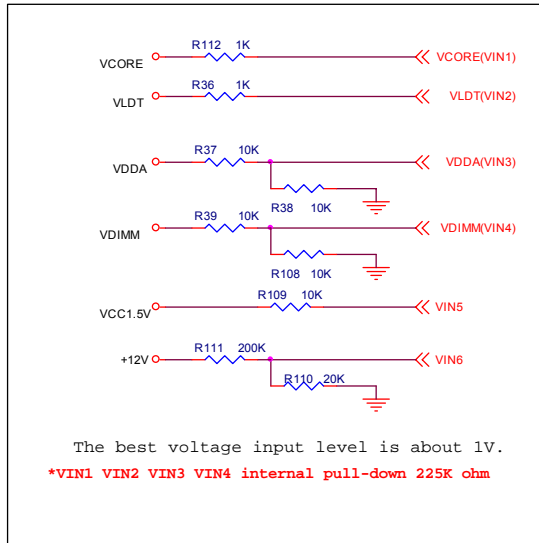 R112 1K
VCORE VCORE(VIN1)
R36 1K
VLDT VLDT(VIN2)
R37 10K
VDDA VDDA(VIN3)
R38 10K
R39 10K
VDIMM VDIMM(VIN4)
R108 10K
R109 10K
VCC1.5V VIN5
R111 200K
+12V VIN6
R110 20K
The best voltage input level is about 1V.
*VIN1 VIN2 VIN3 VIN4 internal pull-down 225K ohm